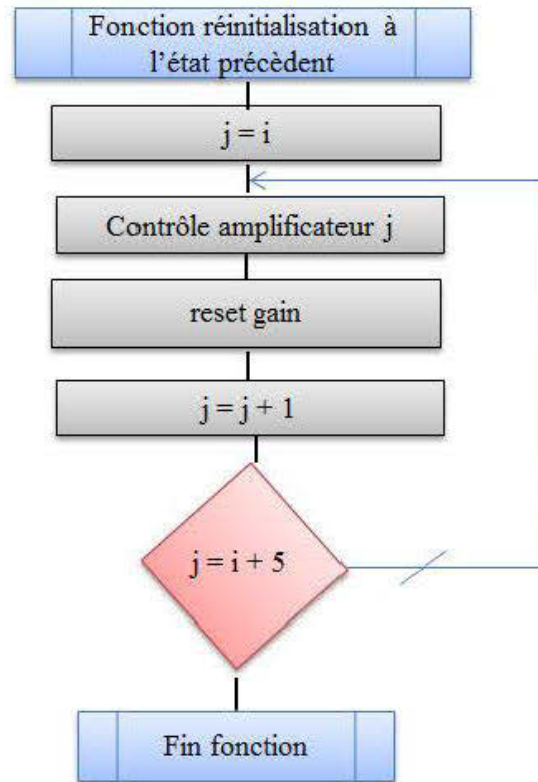 Fonction réinitialisation à
l'état précèdent
j = i
Contrôle amplificateur j
reset gain
j = j + 1
j = i + 5
Fin fonction